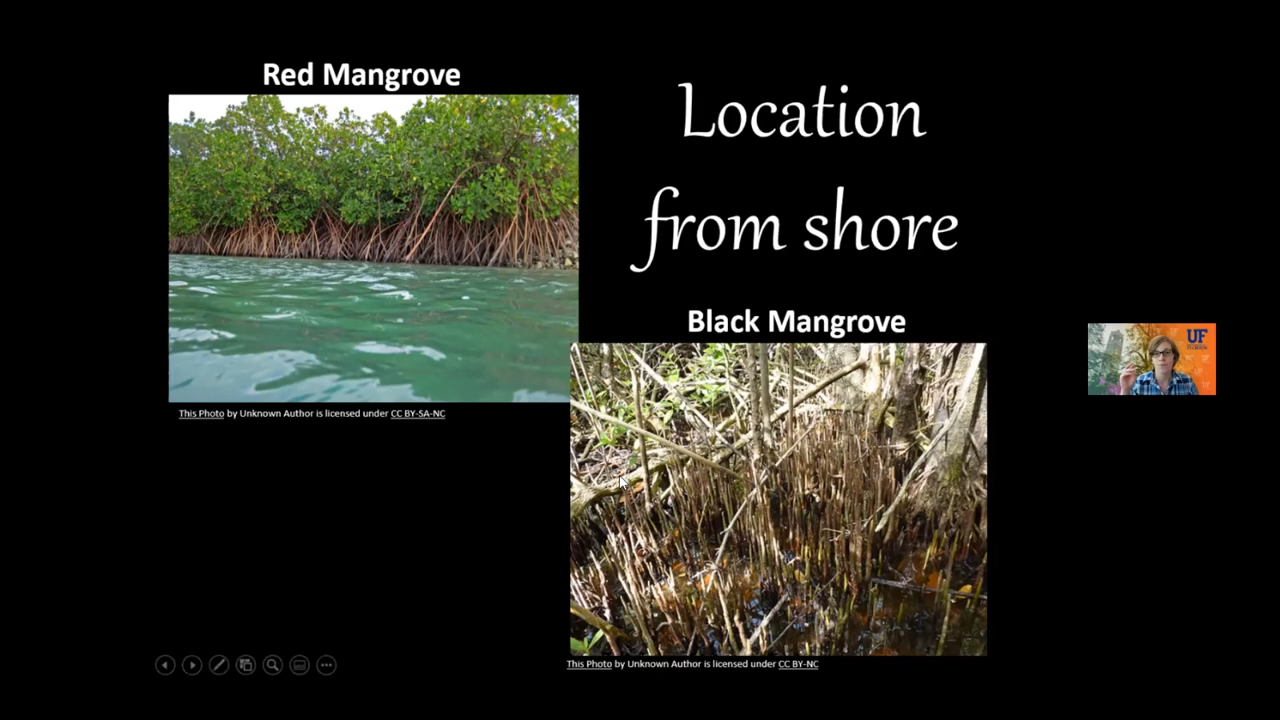 Red Mangrove
Location
from shore
This Photo by Unknown Author is licensed under CC BY-SA-NC
Black Mangrove
This Photo by Unknown Author is licensed under CC BY-NC
UF